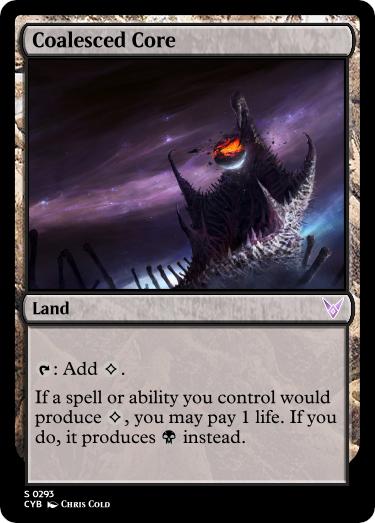 Coalesced Core
Land
: Add .
If a spell or ability you control would
produce , you may pay 1 life. If you
do, it produces instead.
S 0293
CYB Chris Cold